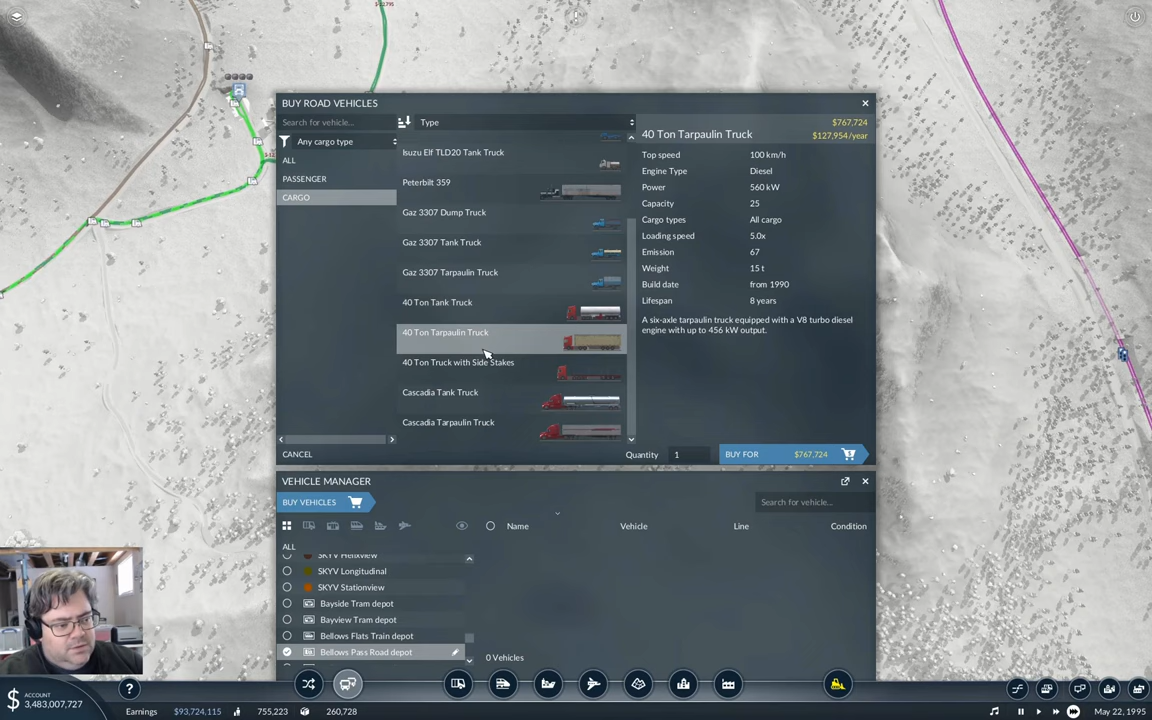 $-12,795
BUY ROAD VEHICLES
Search for vehicle...
Type
Any cargo type
ALL
PASSENGER
CARGO
Isuzu Elf TLD20 Tank Truck
Peterbilt 359
Gaz 3307 Dump Truck
Gaz 3307 Tank Truck
Gaz 3307 Tarpaulin Truck
40 Ton Tank Truck
40 Ton Tarpaulin Truck
40 Ton Truck with Side Stakes
Cascadia Tank Truck
Cascadia Tarpaulin Truck
$767,724
40 Ton Tarpaulin Truck
$127,954/year
Top speed 100 km/h
Engine Type Diesel
Power 560 kW
Capacity 25
Cargo types All cargo
Loading speed 5.0x
Emission 67
Weight 15 t
Build date from 1990
Lifespan 8 years
A six-axle tarpaulin truck equipped with a V8 turbo diesel
engine with up to 456 kW output.
CANCEL
Quantity 1
BUY FOR $767,724
VEHICLE MANAGER
BUY VEHICLES
Search for vehicle...
Name Vehicle Line Condition
ALL
SKYV Helixview
SKYV Longitudinal
SKYV Stationview
Bayside Tram depot
Bayview Tram depot
Bellows Flats Train depot
Bellows Pass Road depot
0 Vehicles
$ ACCOUNT
3,483,007,727
?
Earnings $93,724,115 755,223 260,728
May 22, 1995